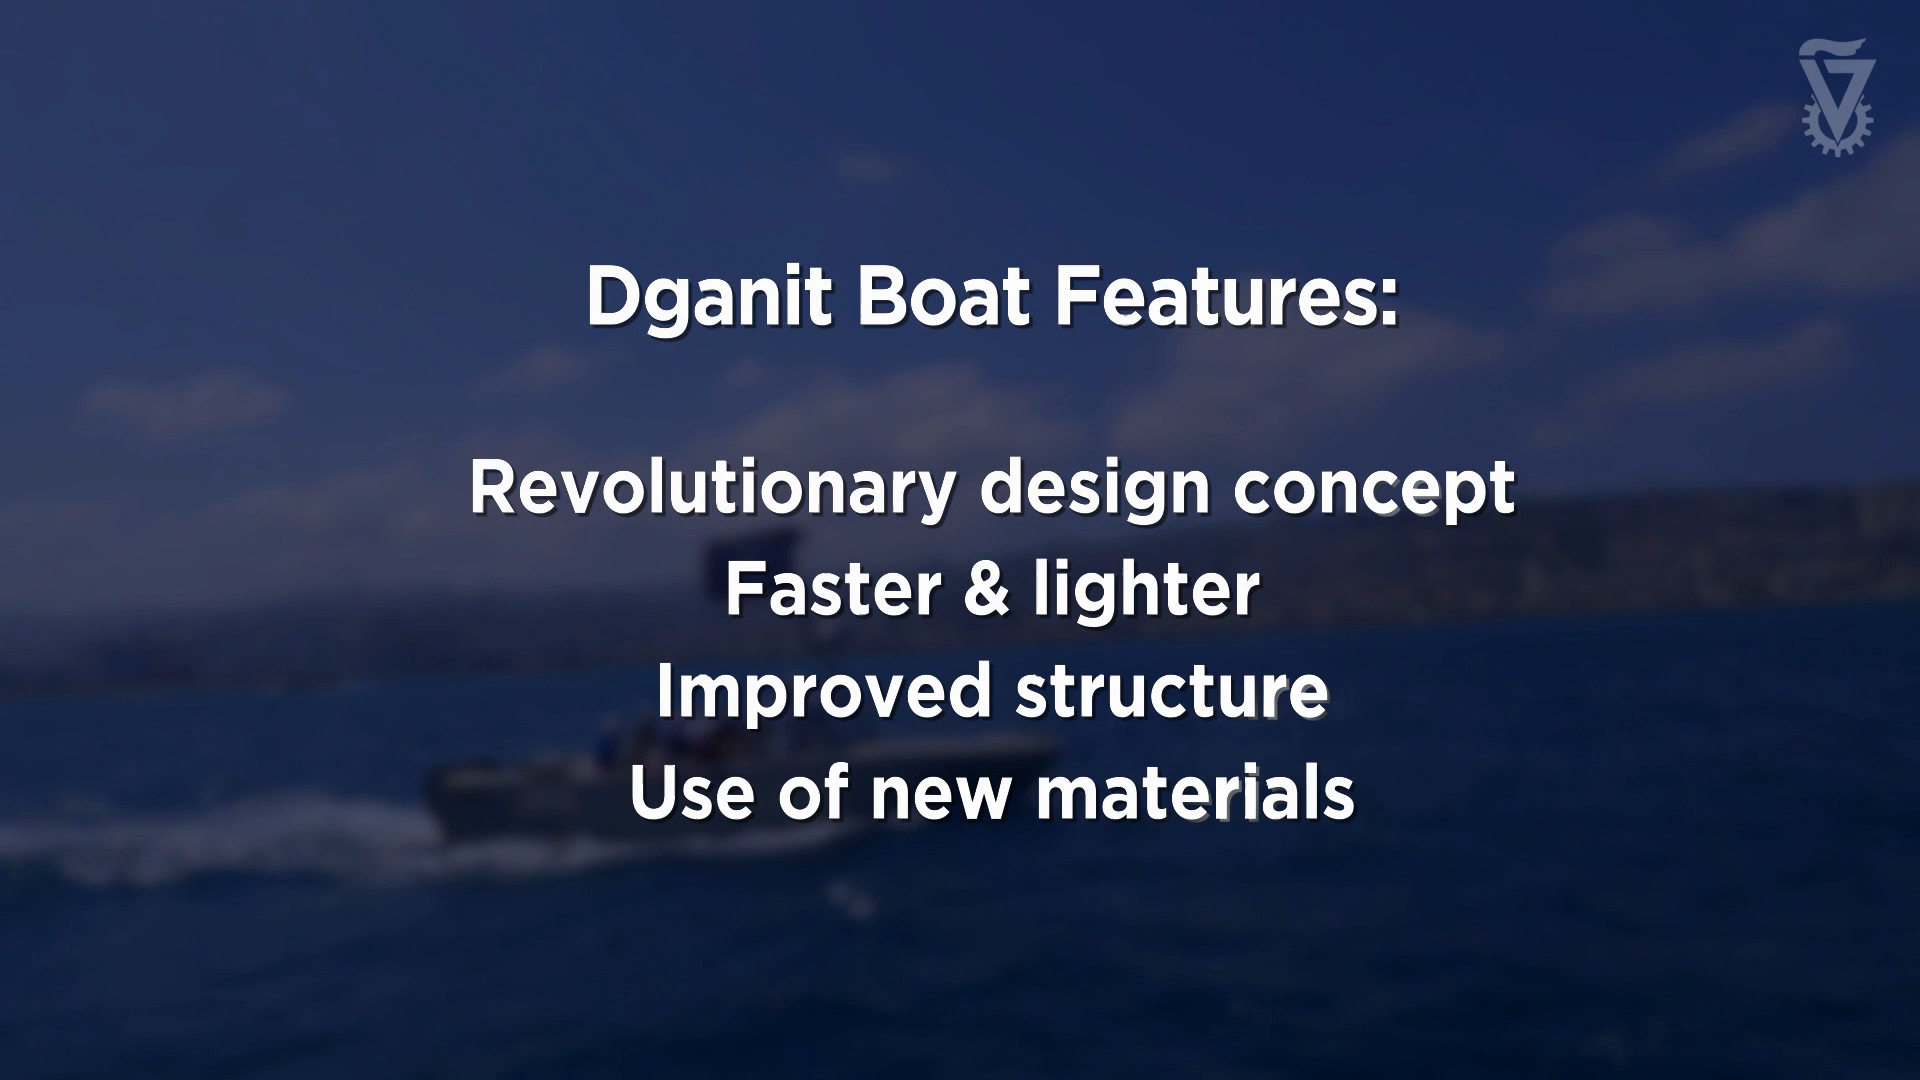 Dganit Boat Features:
Revolutionary design concept
Faster & lighter
Improved structure
Use of new materials